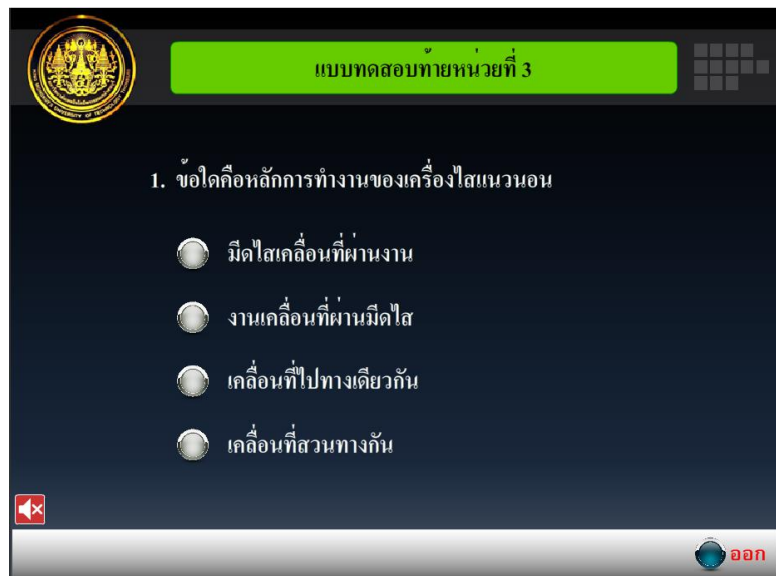 แบบทดสอบท้ายหน่วยที่ 3
1. ข้อใดคือหลักการทำงานของเครื่องไสแนวนอน
มีดไสเคลื่อนที่ผ่านงาน
งานเคลื่อนที่ผ่านมีดไส
เคลื่อนที่ไปทางเดียวกัน
เคลื่อนที่สวนทางกัน
ออก